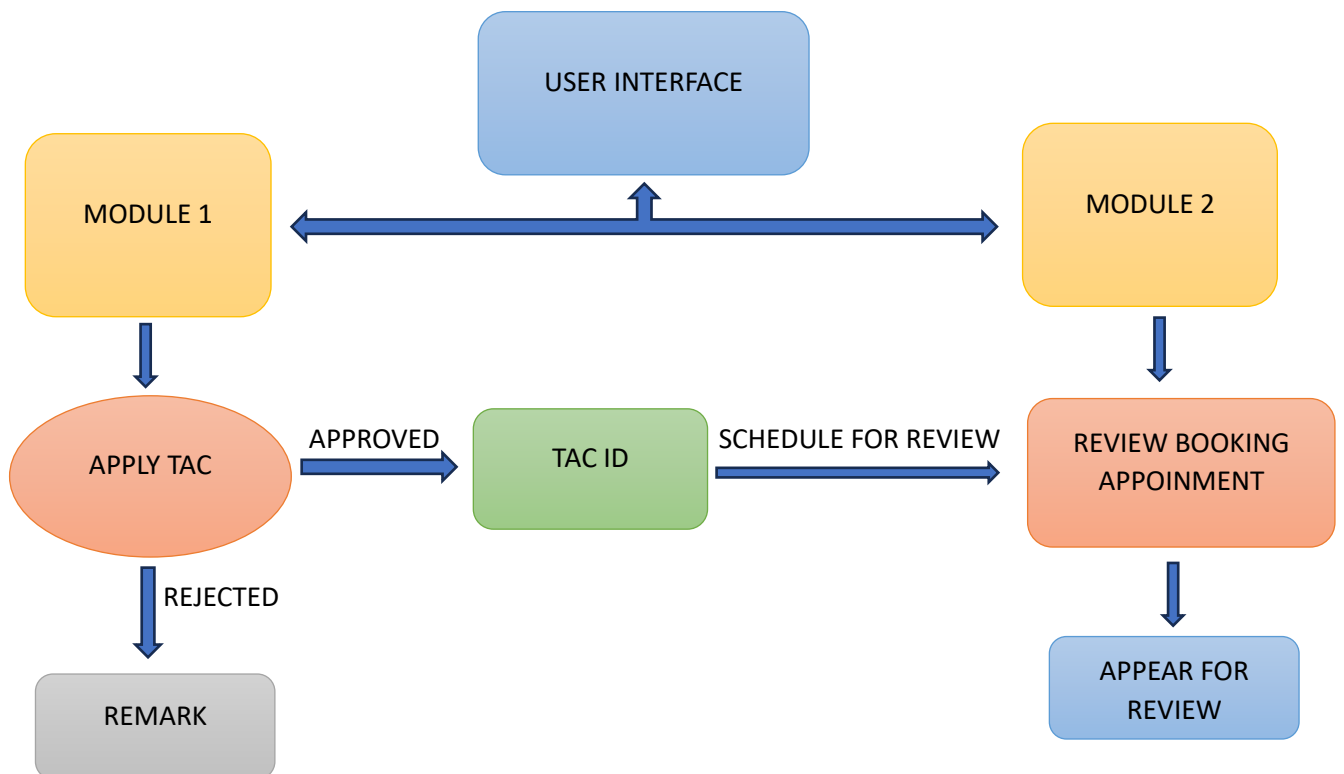 USER INTERFACE
MODULE 1
MODULE 2
APPLY TAC
APPROVED
TAC ID
SCHEDULE FOR REVIEW
REVIEW BOOKING
APPOINMENT
REJECTED
REMARK
APPEAR FOR
REVIEW